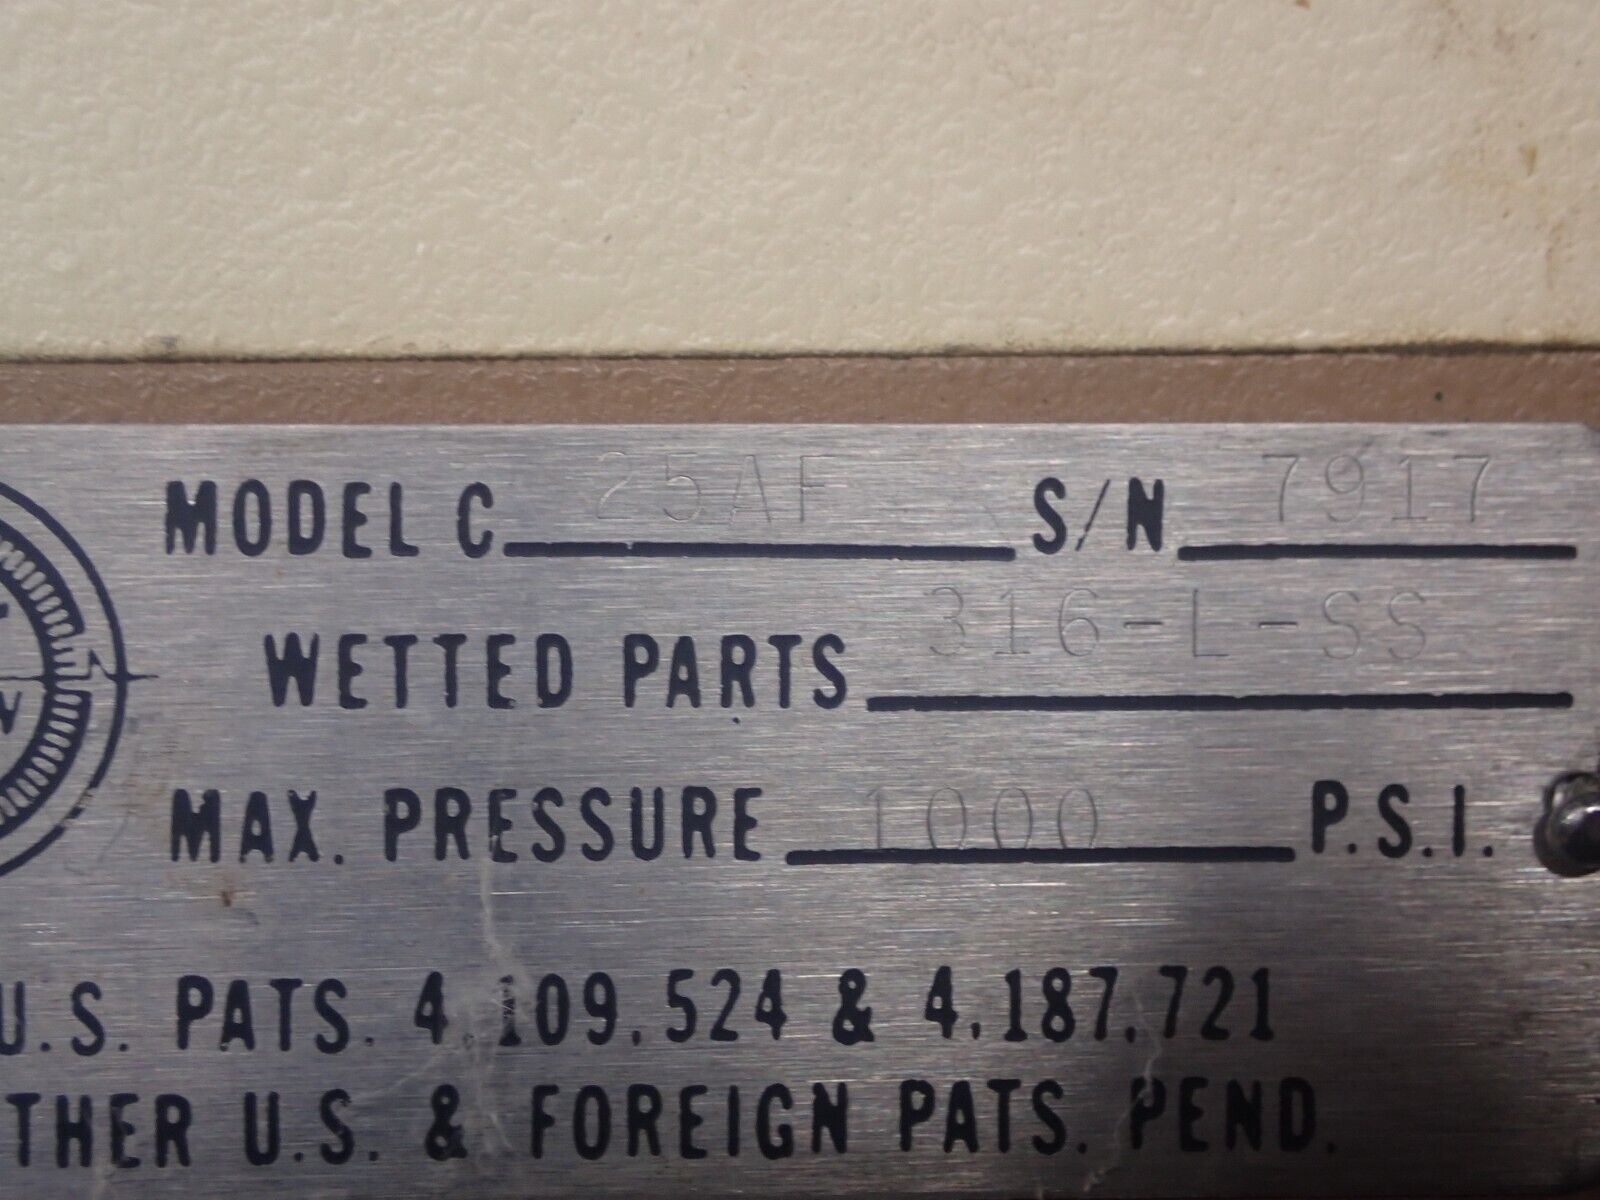 MODEL C 25AF S/N 7917
WETTED PARTS 316-L-SS
MAX. PRESSURE 1000 P.S.I.
U.S. PATS. 4,109,524 & 4,187,721
THER U.S. & FOREIGN PATS. PEND.